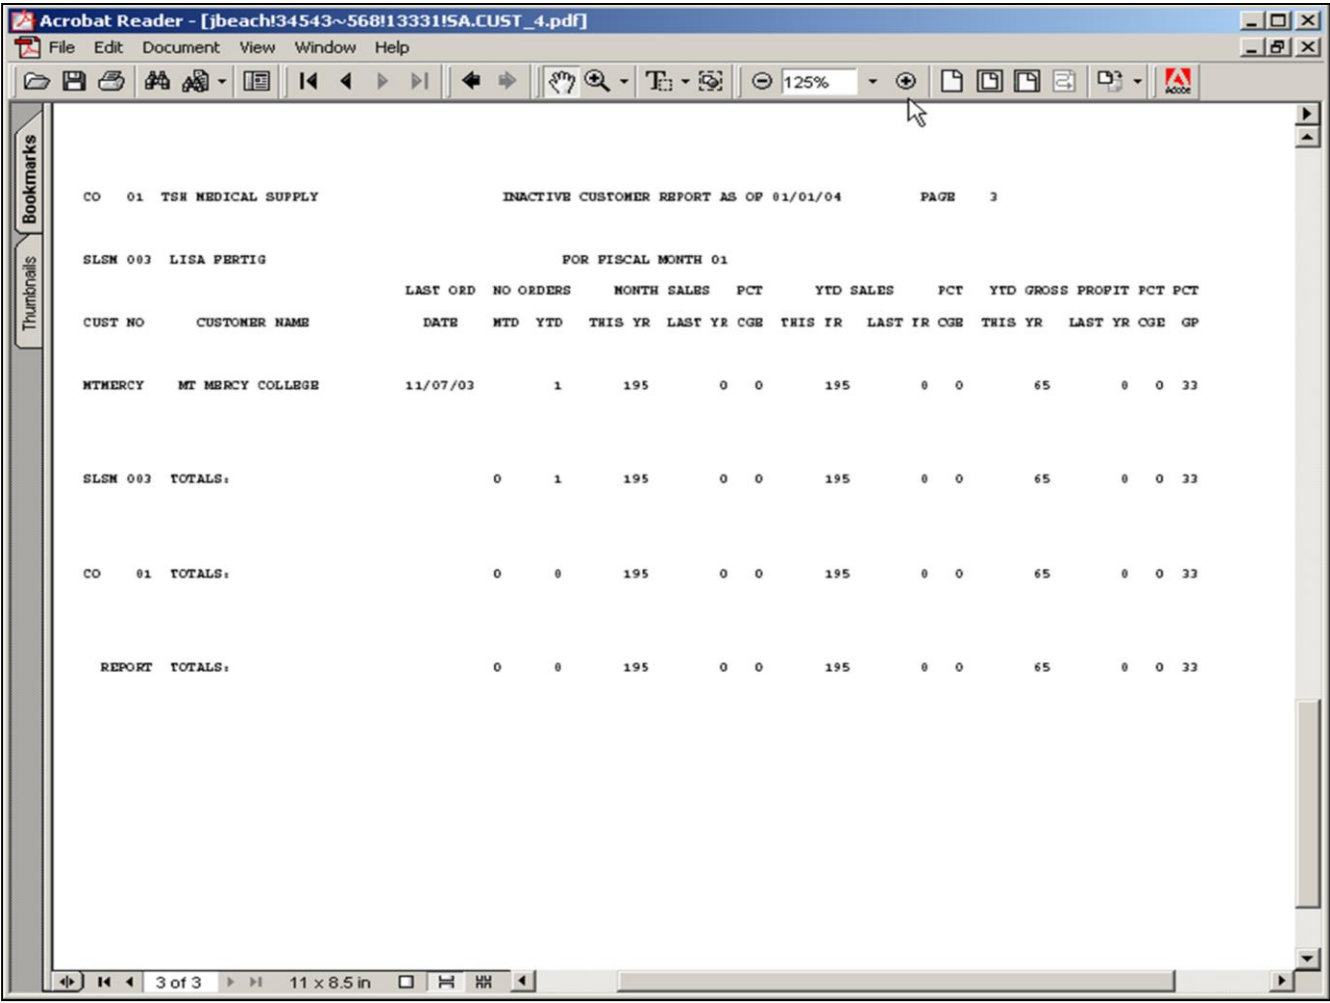 Acrobat Reader - [jbeach!34543~568!13331!SA.CUST_4.pdf]
File Edit Document View Window Help
125%
Adobe
Bookmarks
Thumbnails
CO 01 TSH MEDICAL SUPPLY INACTIVE CUSTOMER REPORT AS OF 01/01/04 PAGE 3
SLSM 003 LISA FERTIG FOR FISCAL MONTH 01
LAST ORD NO ORDERS MONTH SALES PCT YTD SALES PCT YTD GROSS PROFIT PCT PCT
CUST NO CUSTOMER NAME DATE MTD YTD THIS YR LAST YR CGE THIS YR LAST YR CGE THIS YR LAST YR CGE GP
MTMERCY MT MERCY COLLEGE 11/07/03 1 195 0 0 195 0 0 65 0 0 33
SLSM 003 TOTALS: 0 1 195 0 0 195 0 0 65 0 0 33
CO 01 TOTALS: 0 0 195 0 0 195 0 0 65 0 0 33
REPORT TOTALS: 0 0 195 0 0 195 0 0 65 0 0 33
3 of 3 11 x 8.5 in